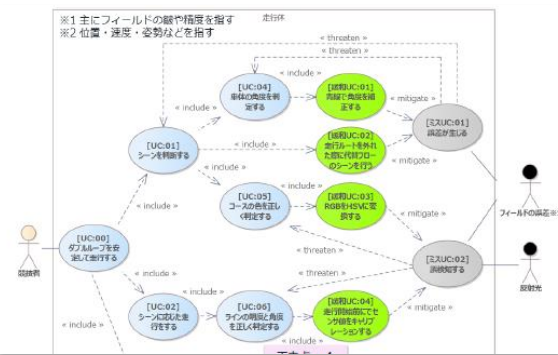 ※1 主にフィールドの皺や精度を指す
※2 位置・速度・姿勢などを指す
走行体
« threaten »
« threaten »
« include »
[UC:04]
車体の角度を判
定する
[緩和UC:01]
角度を補
正する
« mitigate »
« include »
[ミスUC:01]
誤差が生じる
[UC:01]
シーンを判断する
« include »
[緩和UC:02]
走行ルートを外れ
た際に代替フロー
のシーンを行う
« mitigate »
« include »
« include »
[UC:05]
コースの色を正し
く判定する
[緩和UC:03]
RGBをHSVに変
換する
« mitigate »
フィールドの誤差※
« include »
[UC:00]
ダブルループを安
定して走行する
競技者
« threaten »
[ミスUC:02]
誤検知する
反射光
« threaten »
« include »
« include »
[UC:02]
シーンに応じた走
行をする
[UC:06]
ラインの明度と角度
を正しく判定する
[緩和UC:04]
走行開始前にてセ
ンサ値をキャリブ
レーションする
« mitigate »
« include »
« include »